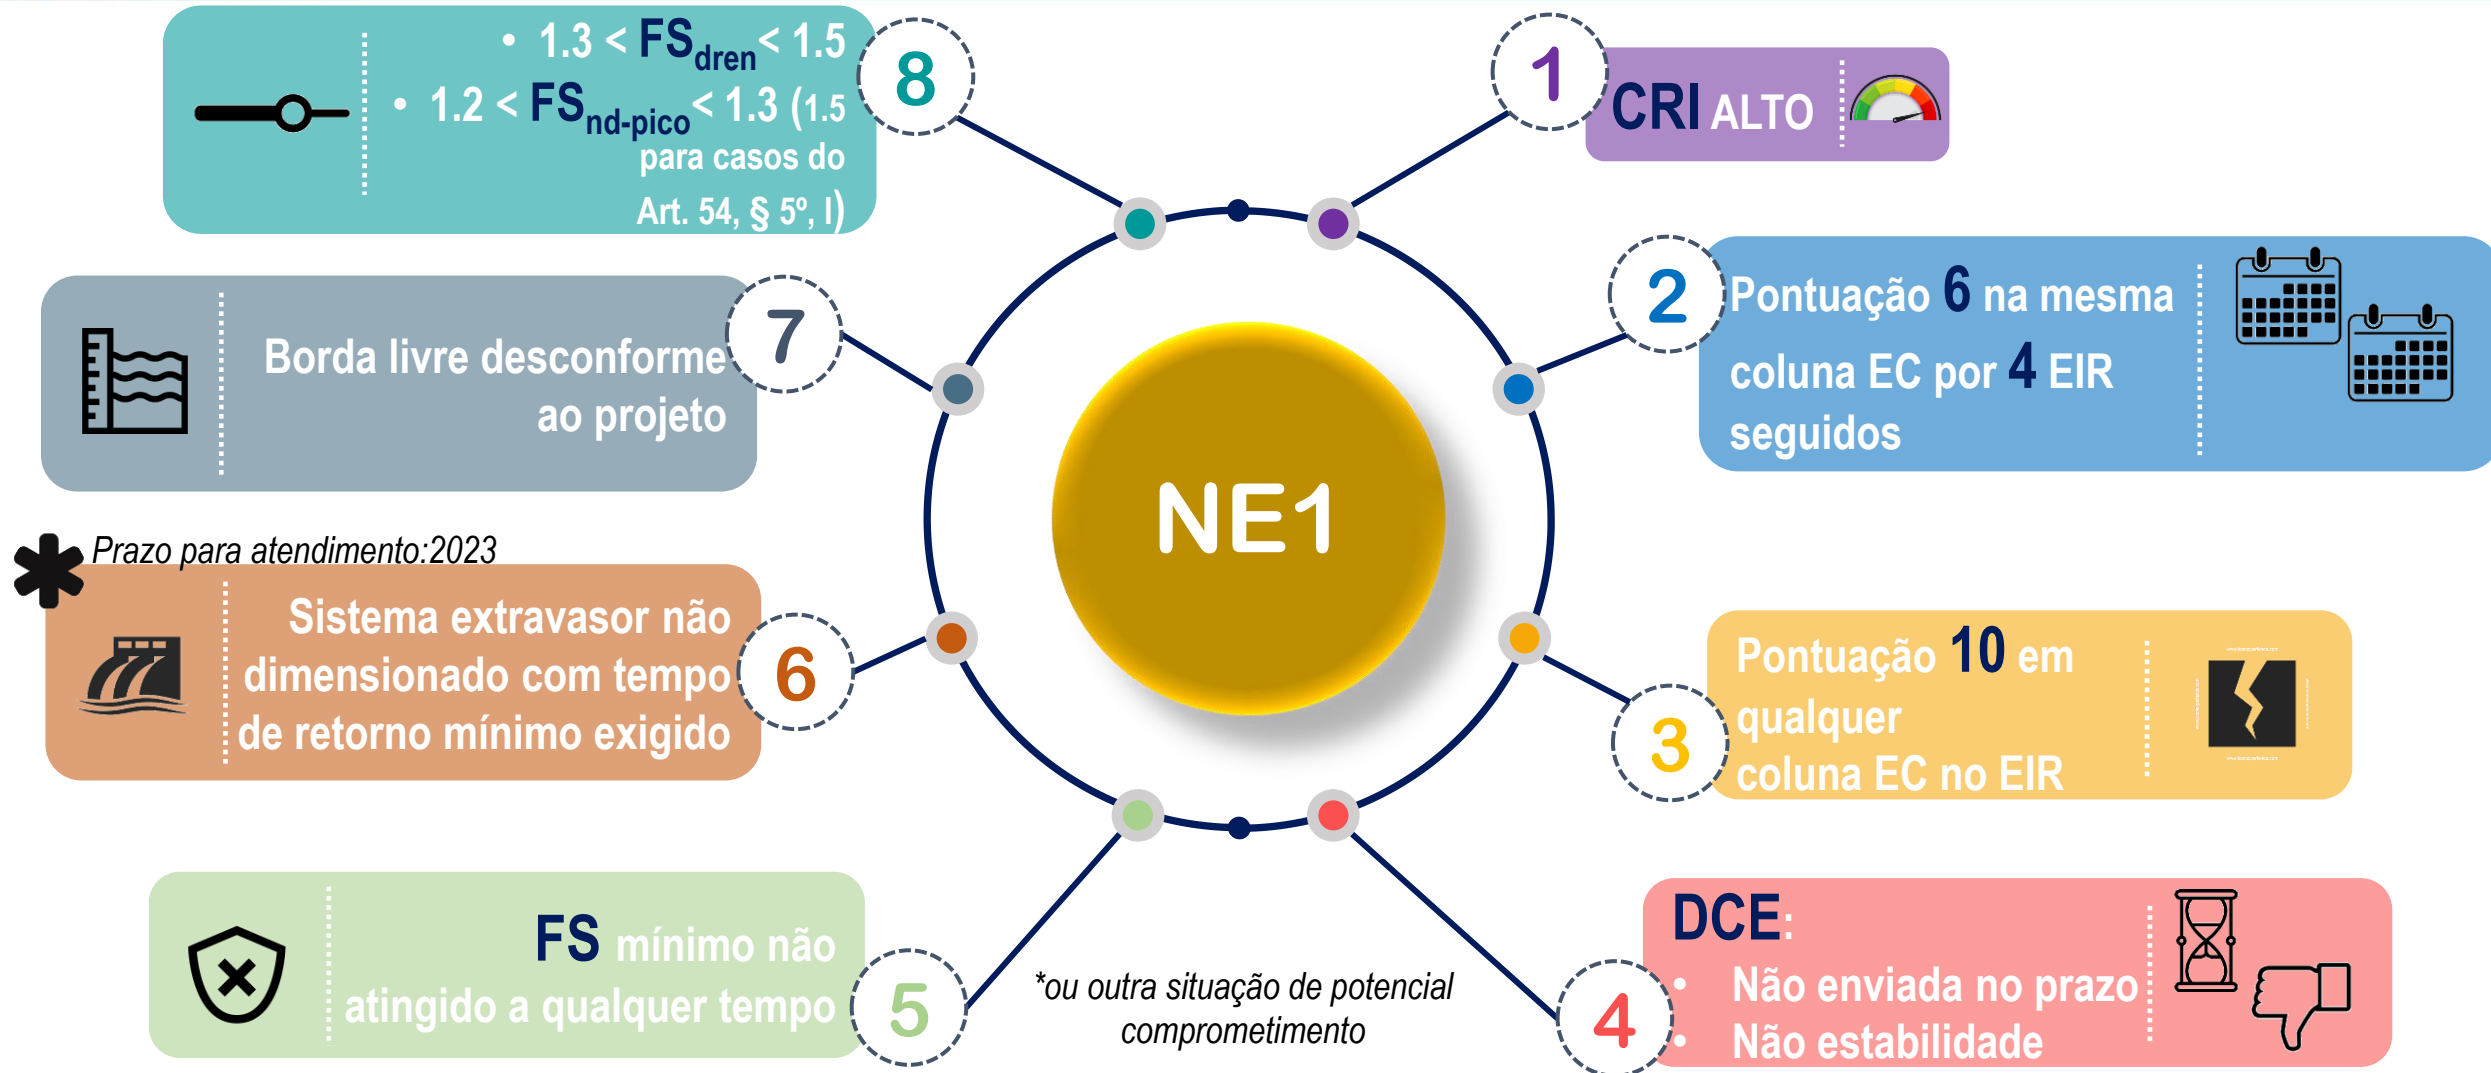 • 1.3 < FSdren< 1.5
• 1.2 < FSnd-pico< 1.3 (1.5
para casos do
Art. 54, § 5º, I)
8
1
CRI ALTO
2
Pontuação 6 na mesma
coluna EC por 4 EIR
seguidos
7
Borda livre desconforme
ao projeto
NE1
Prazo para atendimento:2023
Sistema extravasor não
dimensionado com tempo
de retorno mínimo exigido
6
3
Pontuação 10 em
qualquer
coluna EC no EIR
FS mínimo não
atingido a qualquer tempo
5
*ou outra situação de potencial
comprometimento
4
DCE:
• Não enviada no prazo
• Não estabilidade